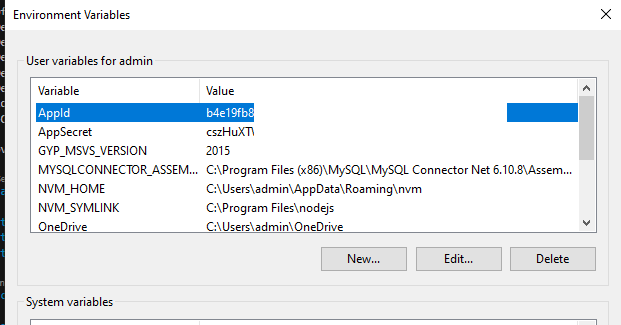 Environment Variables
User variables for admin
Variable Value
AppId b4e19fb8
AppSecret cszHuXT\
GYP_MSVS_VERSION 2015
MYSQLCONNECTOR_ASSEM... C:\Program Files (x86)\MySQL\MySQL Connector Net 6.10.8\Assem...
NVM_HOME C:\Users\admin\AppData\Roaming\nvm
NVM_SYMLINK C:\Program Files\nodejs
OneDrive C:\Users\admin\OneDrive
New... Edit... Delete
System variables